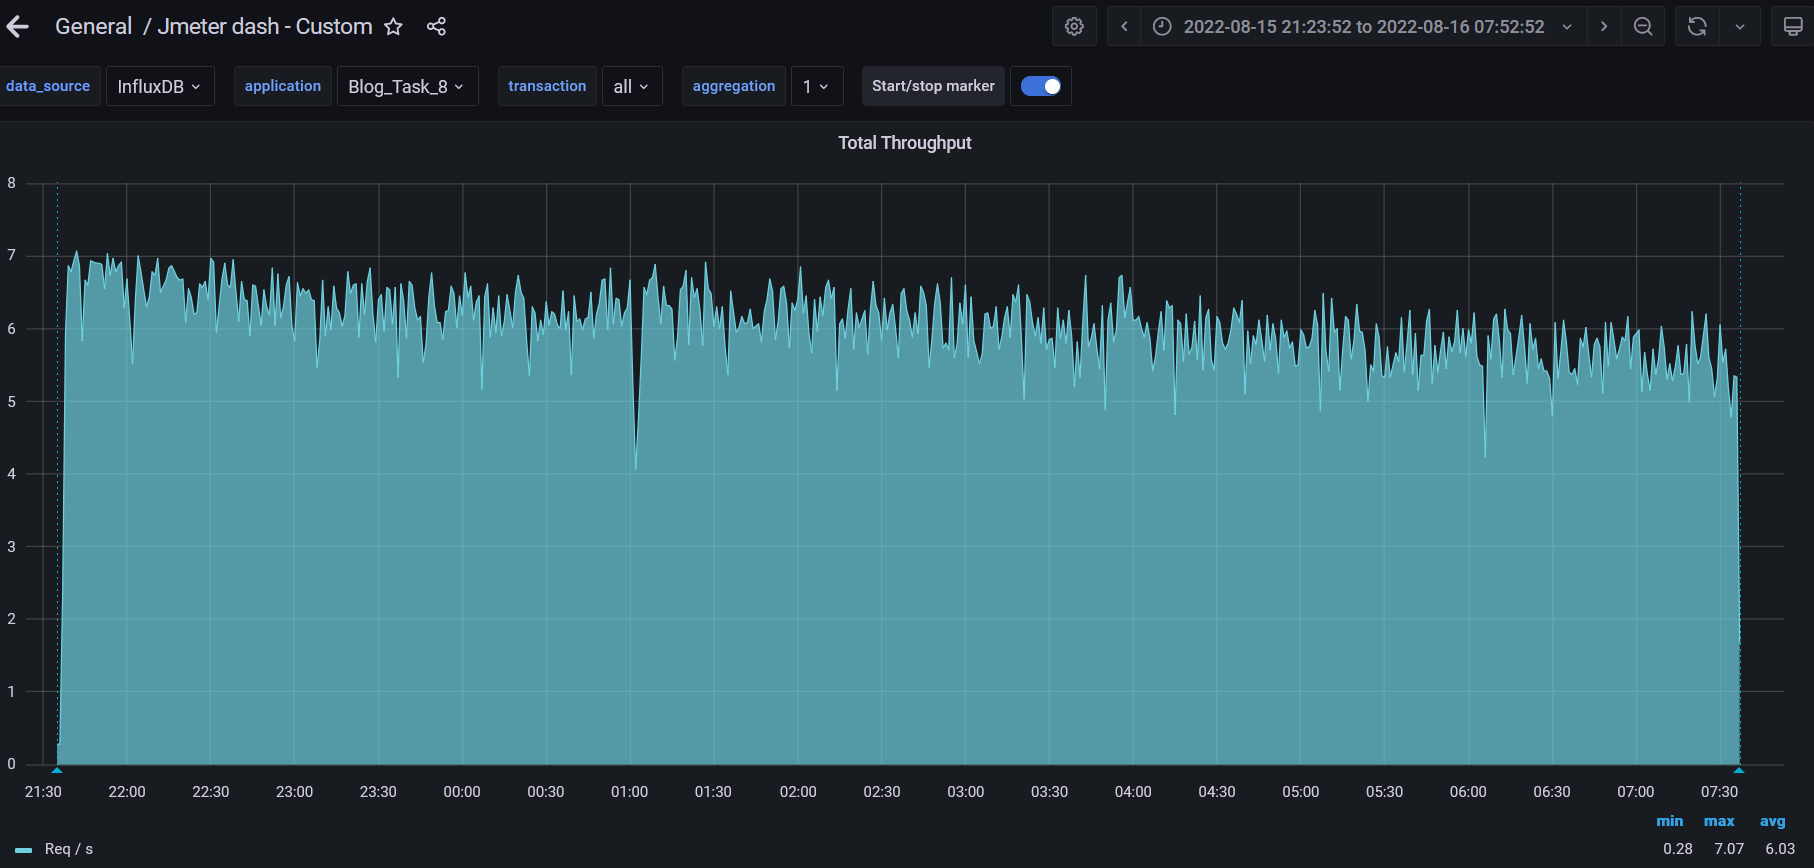 General / Jmeter dash - Custom
2022-08-15 21:23:52 to 2022-08-16 07:52:52
data_source InfluxDB application Blog_Task_8 transaction all aggregation 1 Start/stop marker
Total Throughput
8
7
6
5
4
3
2
1
0
21:30 22:00 22:30 23:00 23:30 00:00 00:30 01:00 01:30 02:00 02:30 03:00 03:30 04:00 04:30 05:00 05:30 06:00 06:30 07:00 07:30
min max avg
Req / s 0.28 7.07 6.03